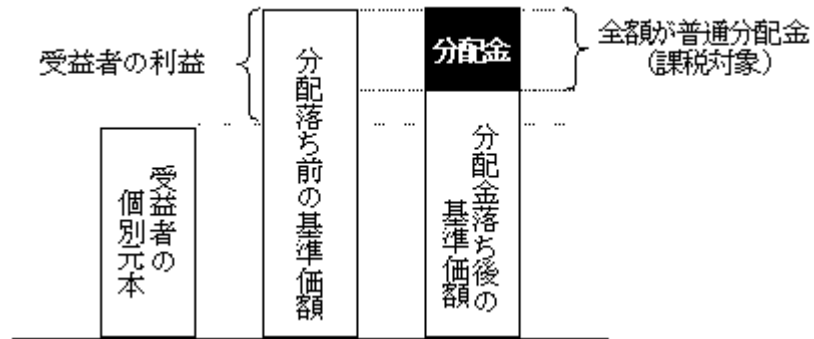 受益者の利益
分配金
全額が普通分配金
（課税対象）
受益者の
個別元本
分配落ち前の基準価額
分配金落ち後の
基準価額